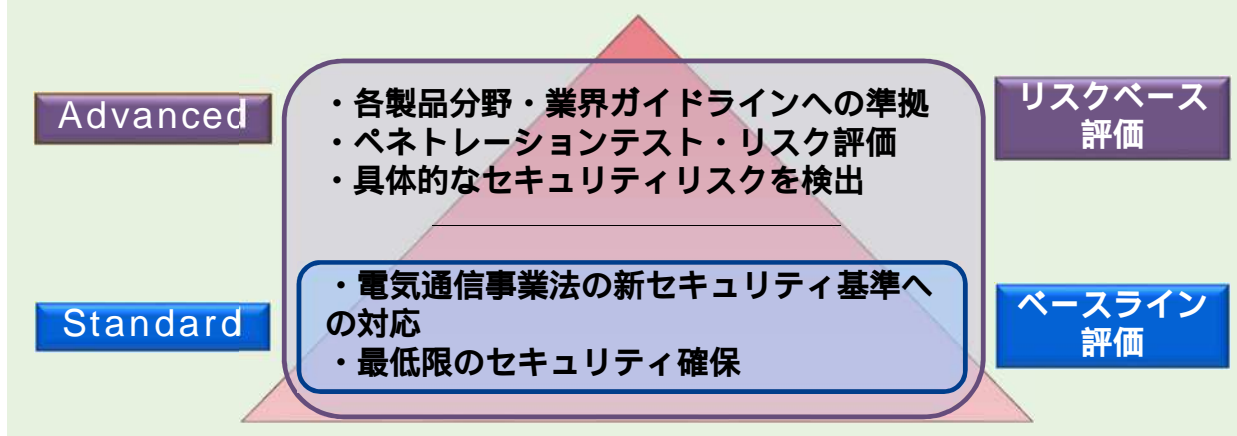 Advanced
・各製品分野・業界ガイドラインへの準拠
・ペネトレーションテスト・リスク評価
・具体的なセキュリティリスクを検出
リスクベース
評価
Standard
・電気通信事業法の新セキュリティ基準へ
の対応
・最低限のセキュリティ確保
ベースライン
評価